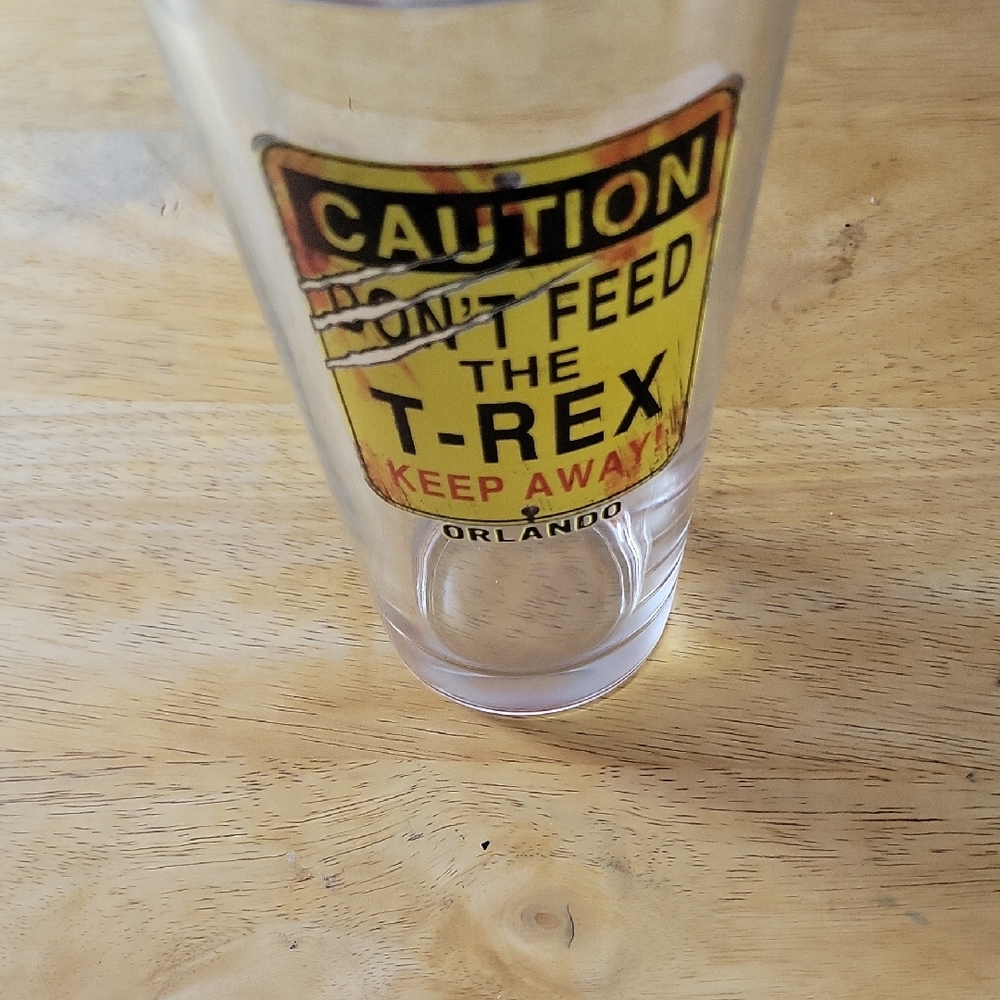 CAUTION
DON'T FEED
THE
T-REX
KEEP AWAY!
ORLANDO